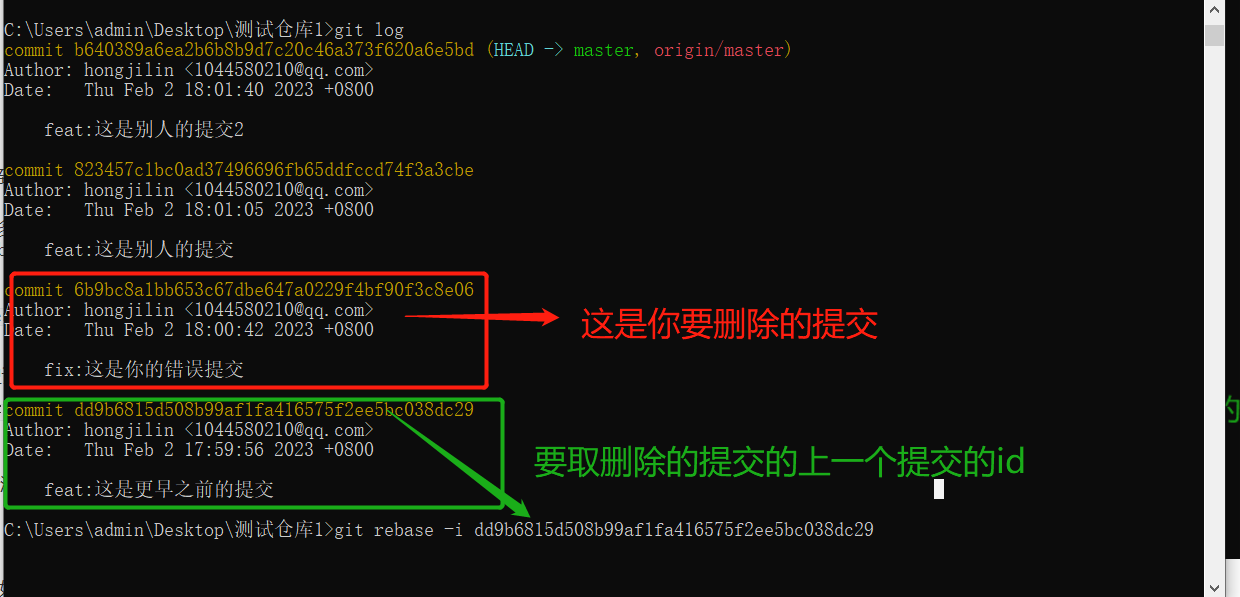 C:\Users\admin\Desktop\测试仓库1>git log
commit b640389a6ea2b6b8b9d7c20c46a373f620a6e5bd (HEAD -> master, origin/master)
Author: hongjilin <1044580210@qq.com>
Date:   Thu Feb 2 18:01:40 2023 +0800
feat:这是别人的提交2
commit 823457c1bc0ad37496696fb65ddfccd74f3a3cbe
Author: hongjilin <1044580210@qq.com>
Date:   Thu Feb 2 18:01:05 2023 +0800
feat:这是别人的提交
commit 6b9bc8a1bb653c67dbe647a0229f4bf90f3c8e06
Author: hongjilin <1044580210@qq.com>
Date:   Thu Feb 2 18:00:42 2023 +0800
这是你要删除的提交
fix:这是你的错误提交
commit dd9b6815d508b99af1fa416575f2ee5bc038dc29
Author: hongjilin <1044580210@qq.com>
Date:   Thu Feb 2 17:59:56 2023 +0800
要取删除的提交的上一个提交的id
feat:这是更早之前的提交
C:\Users\admin\Desktop\测试仓库1>git rebase -i dd9b6815d508b99af1fa416575f2ee5bc038dc29